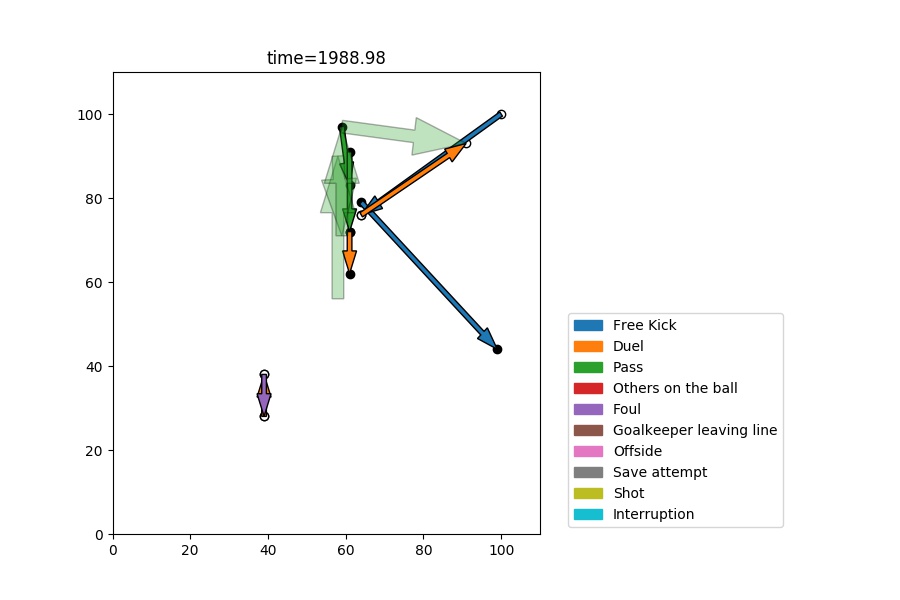 time=1988.98
100
80
60
40
20
0
0 20 40 60 80 100
Free Kick
Duel
Pass
Others on the ball
Foul
Goalkeeper leaving line
Offside
Save attempt
Shot
Interruption